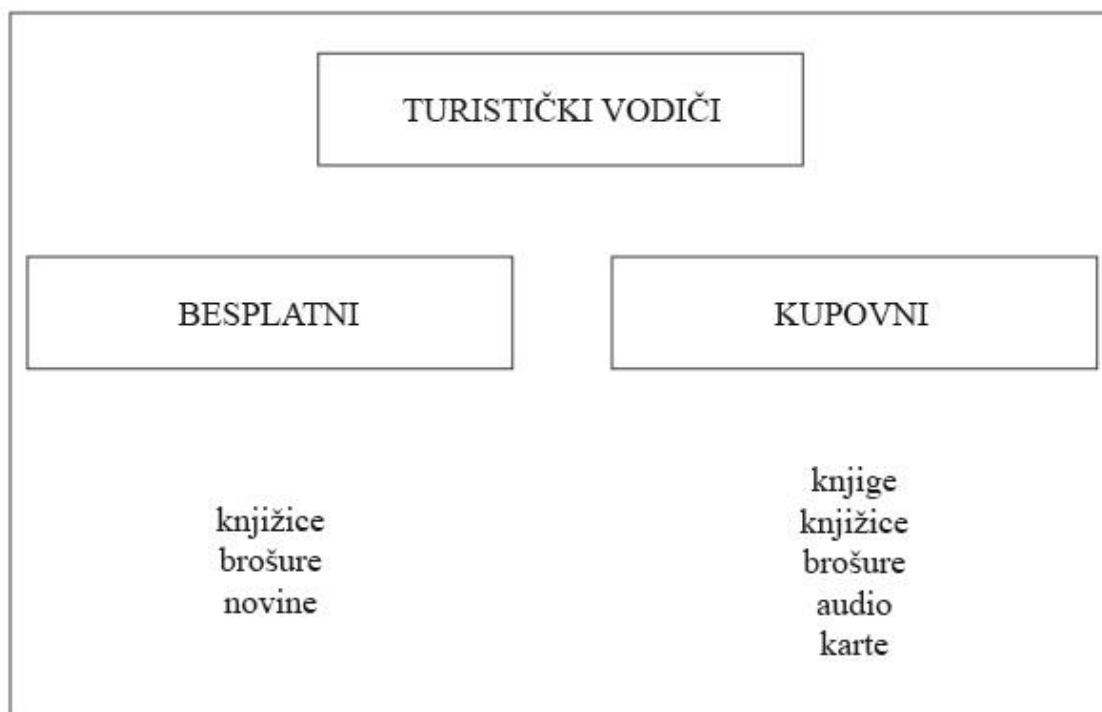 TURISTIČKI VODIČI
BESPLATNI
KUPOVNI
knjižice
brošure
novine
knjige
knjižice
brošure
audio
karte